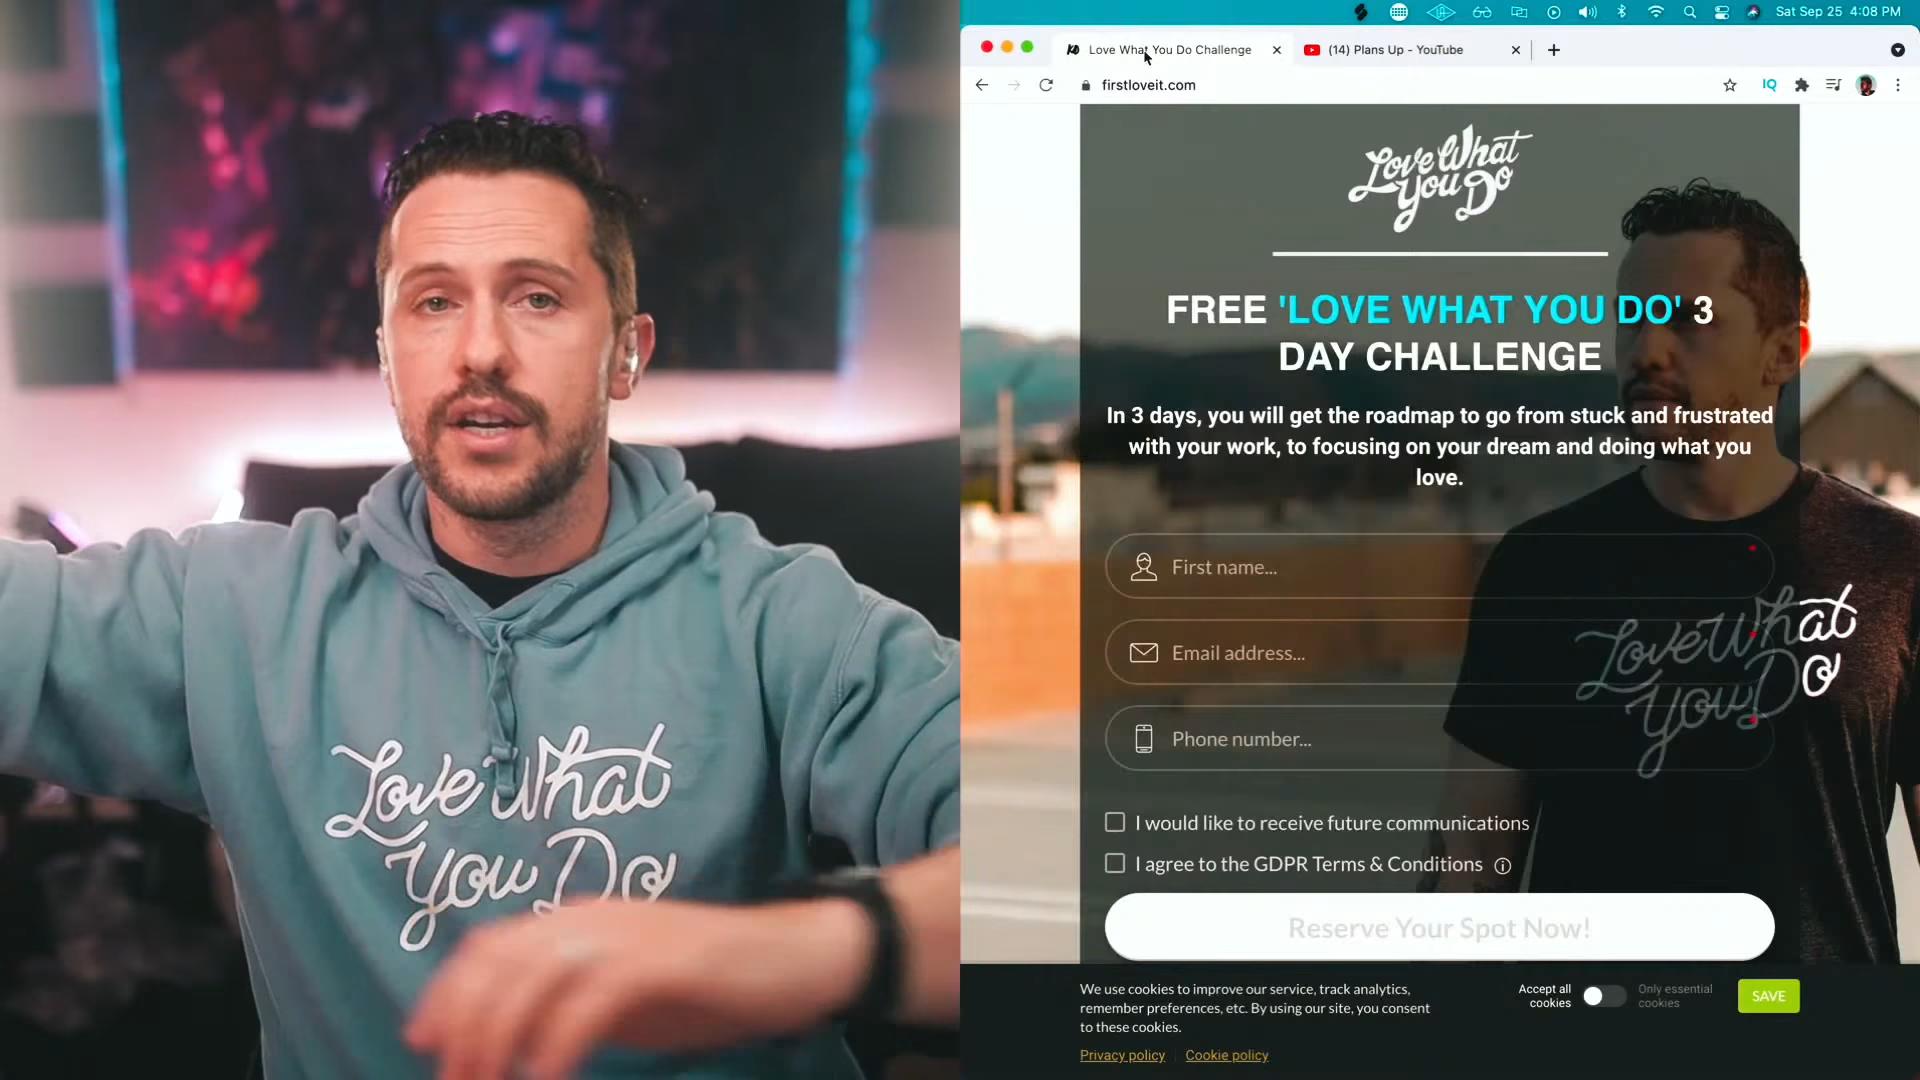 Sat Sep 25 4:08 PM
Love What You Do Challenge
(14) Plans Up - YouTube
firstloveit.com
IQ
Love What
You Do
FREE 'LOVE WHAT YOU DO' 3
DAY CHALLENGE
In 3 days, you will get the roadmap to go from stuck and frustrated
with your work, to focusing on your dream and doing what you
love.
First name...
Email address...
Phone number...
I would like to receive future communications
I agree to the GDPR Terms & Conditions
Reserve Your Spot Now!
We use cookies to improve our service, track analytics,
remember preferences, etc. By using our site, you consent
to these cookies.
Privacy policy
Cookie policy
Accept all
cookies
Only essential
cookies
SAVE
Love What
You Do
Love What
You Do